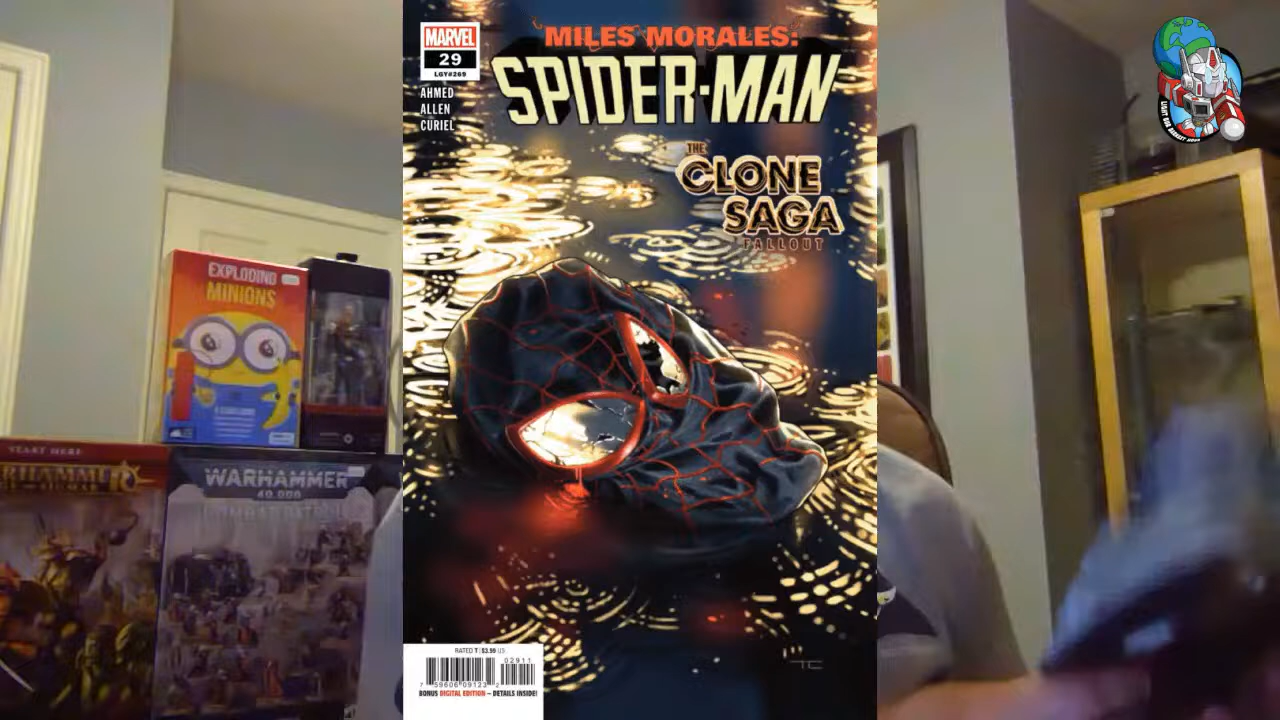 MARVEL
29
LGY#269
AHMED
ALLEN
CURIEL
MILES MORALES:
SPIDER-MAN
THE
CLONE
SAGA
FALLOUT
EXPLODING
MINIONS
START HERE
WARHAMMER
40,000
RATED T $3.99 US
02911
BONUS DIGITAL EDITION – DETAILS INSIDE!
TC